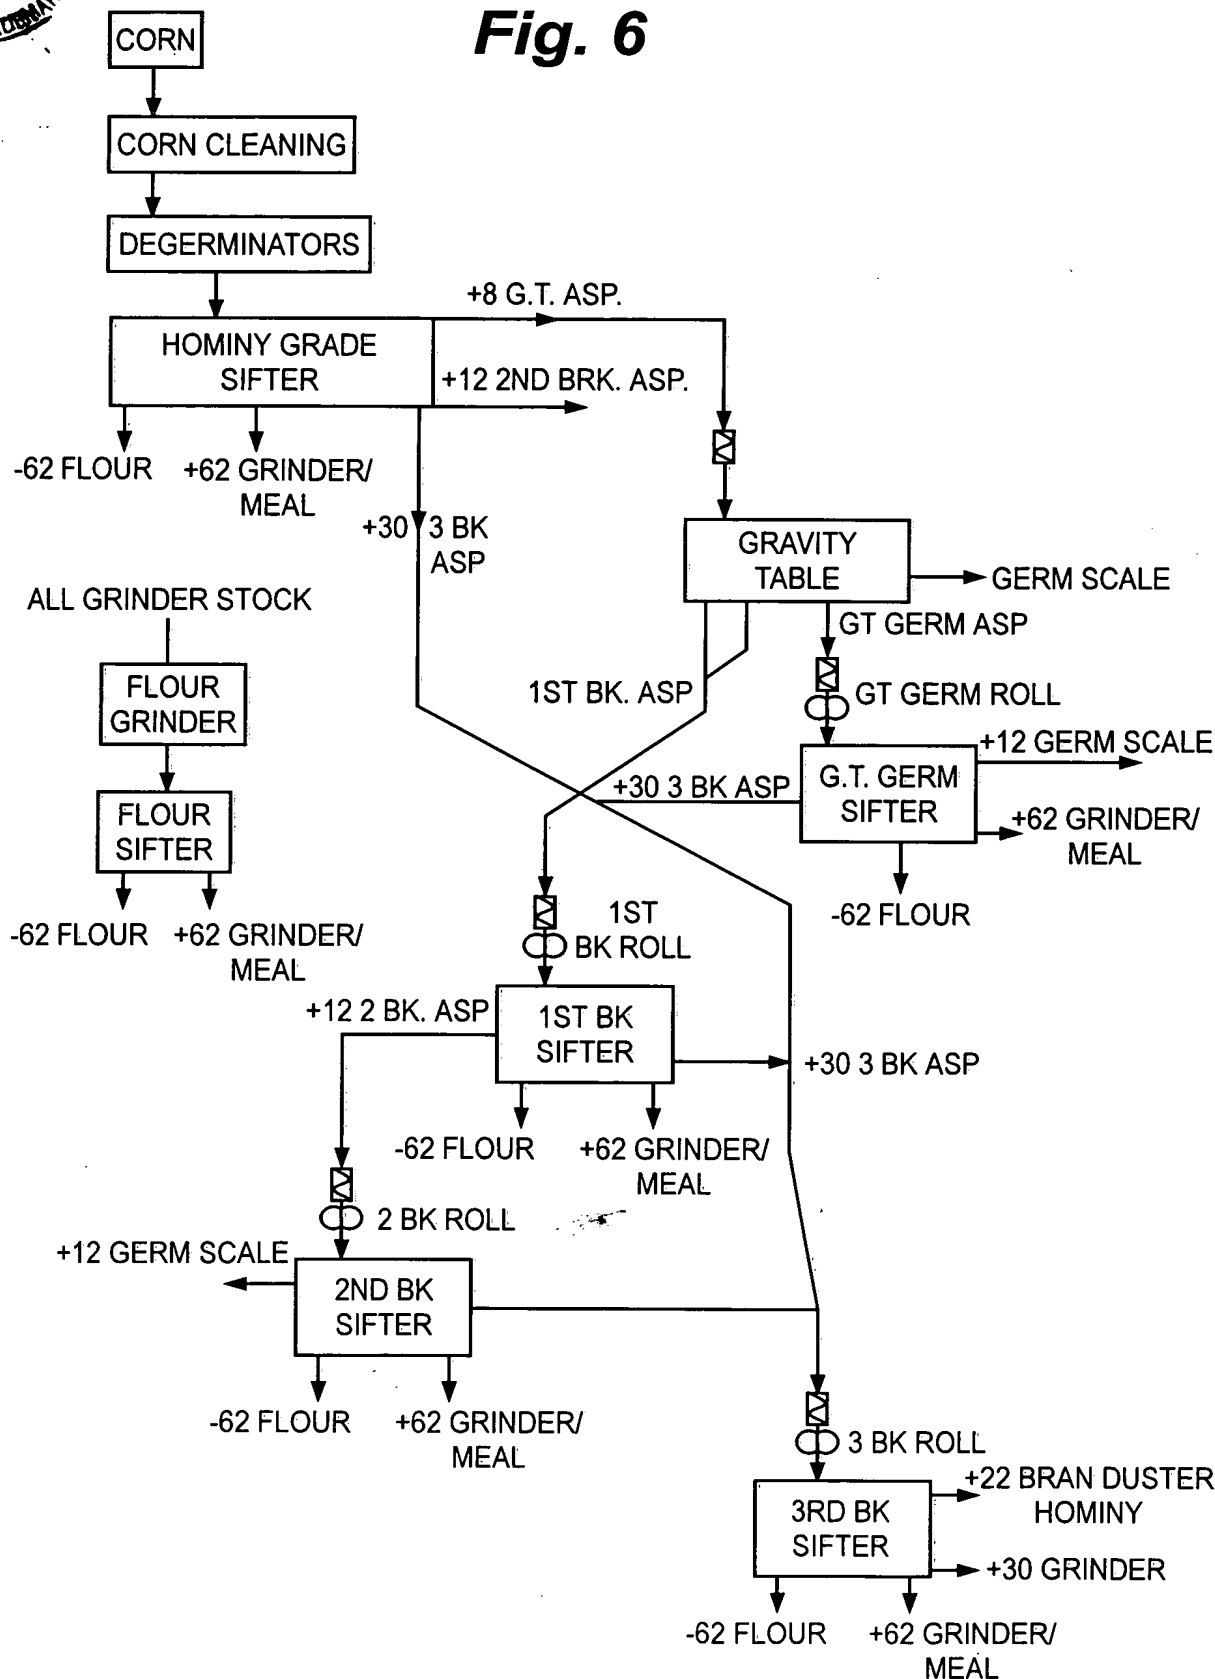 Fig. 6
CORN
CORN CLEANING
DEGERMINATORS
+8 G.T. ASP.
HOMINY GRADE
SIFTER
+12 2ND BRK. ASP.
-62 FLOUR
+62 GRINDER/
MEAL
+30 3 BK
ASP
GRAVITY
TABLE
GERM SCALE
ALL GRINDER STOCK
GT GERM ASP
FLOUR
GRINDER
1ST BK. ASP
GT GERM ROLL
+12 GERM SCALE
G.T. GERM
SIFTER
+30 3 BK ASP
FLOUR
SIFTER
+62 GRINDER/
MEAL
-62 FLOUR
-62 FLOUR
+62 GRINDER/
MEAL
1ST
BK ROLL
+12 2 BK. ASP
1ST BK
SIFTER
+30 3 BK ASP
-62 FLOUR
+62 GRINDER/
MEAL
2 BK ROLL
+12 GERM SCALE
2ND BK
SIFTER
-62 FLOUR
+62 GRINDER/
MEAL
3 BK ROLL
+22 BRAN DUSTER
HOMINY
3RD BK
SIFTER
+30 GRINDER
-62 FLOUR
+62 GRINDER/
MEAL